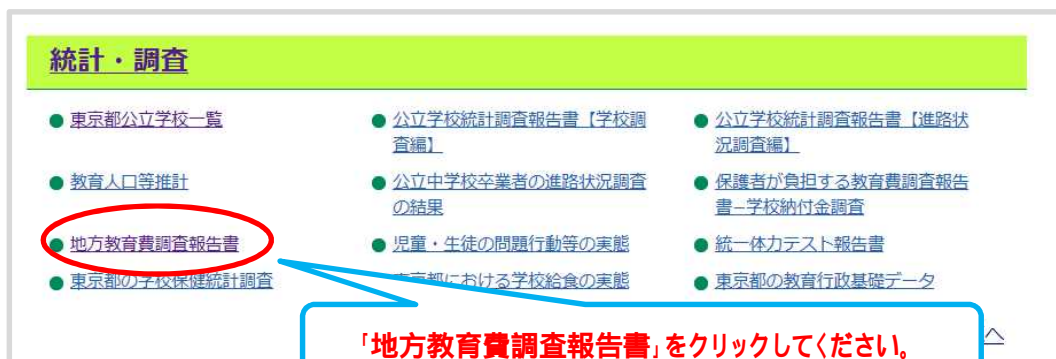 統計・調査
東京都公立学校一覧
公立学校統計調査報告書【学校調
査編】
公立学校統計調査報告書【進路状
況調査編】
教育人口等推計
公立中学校卒業者の進路状況調査
の結果
保護者が負担する教育費調査報告
書−学校納付金調査
地方教育費調査報告書
児童・生徒の問題行動等の実態
統一体力テスト報告書
東京都の学校保健統計調査
東京都における学校給食の実態
東京都の教育行政基礎データ
「地方教育費調査報告書」をクリックしてください。